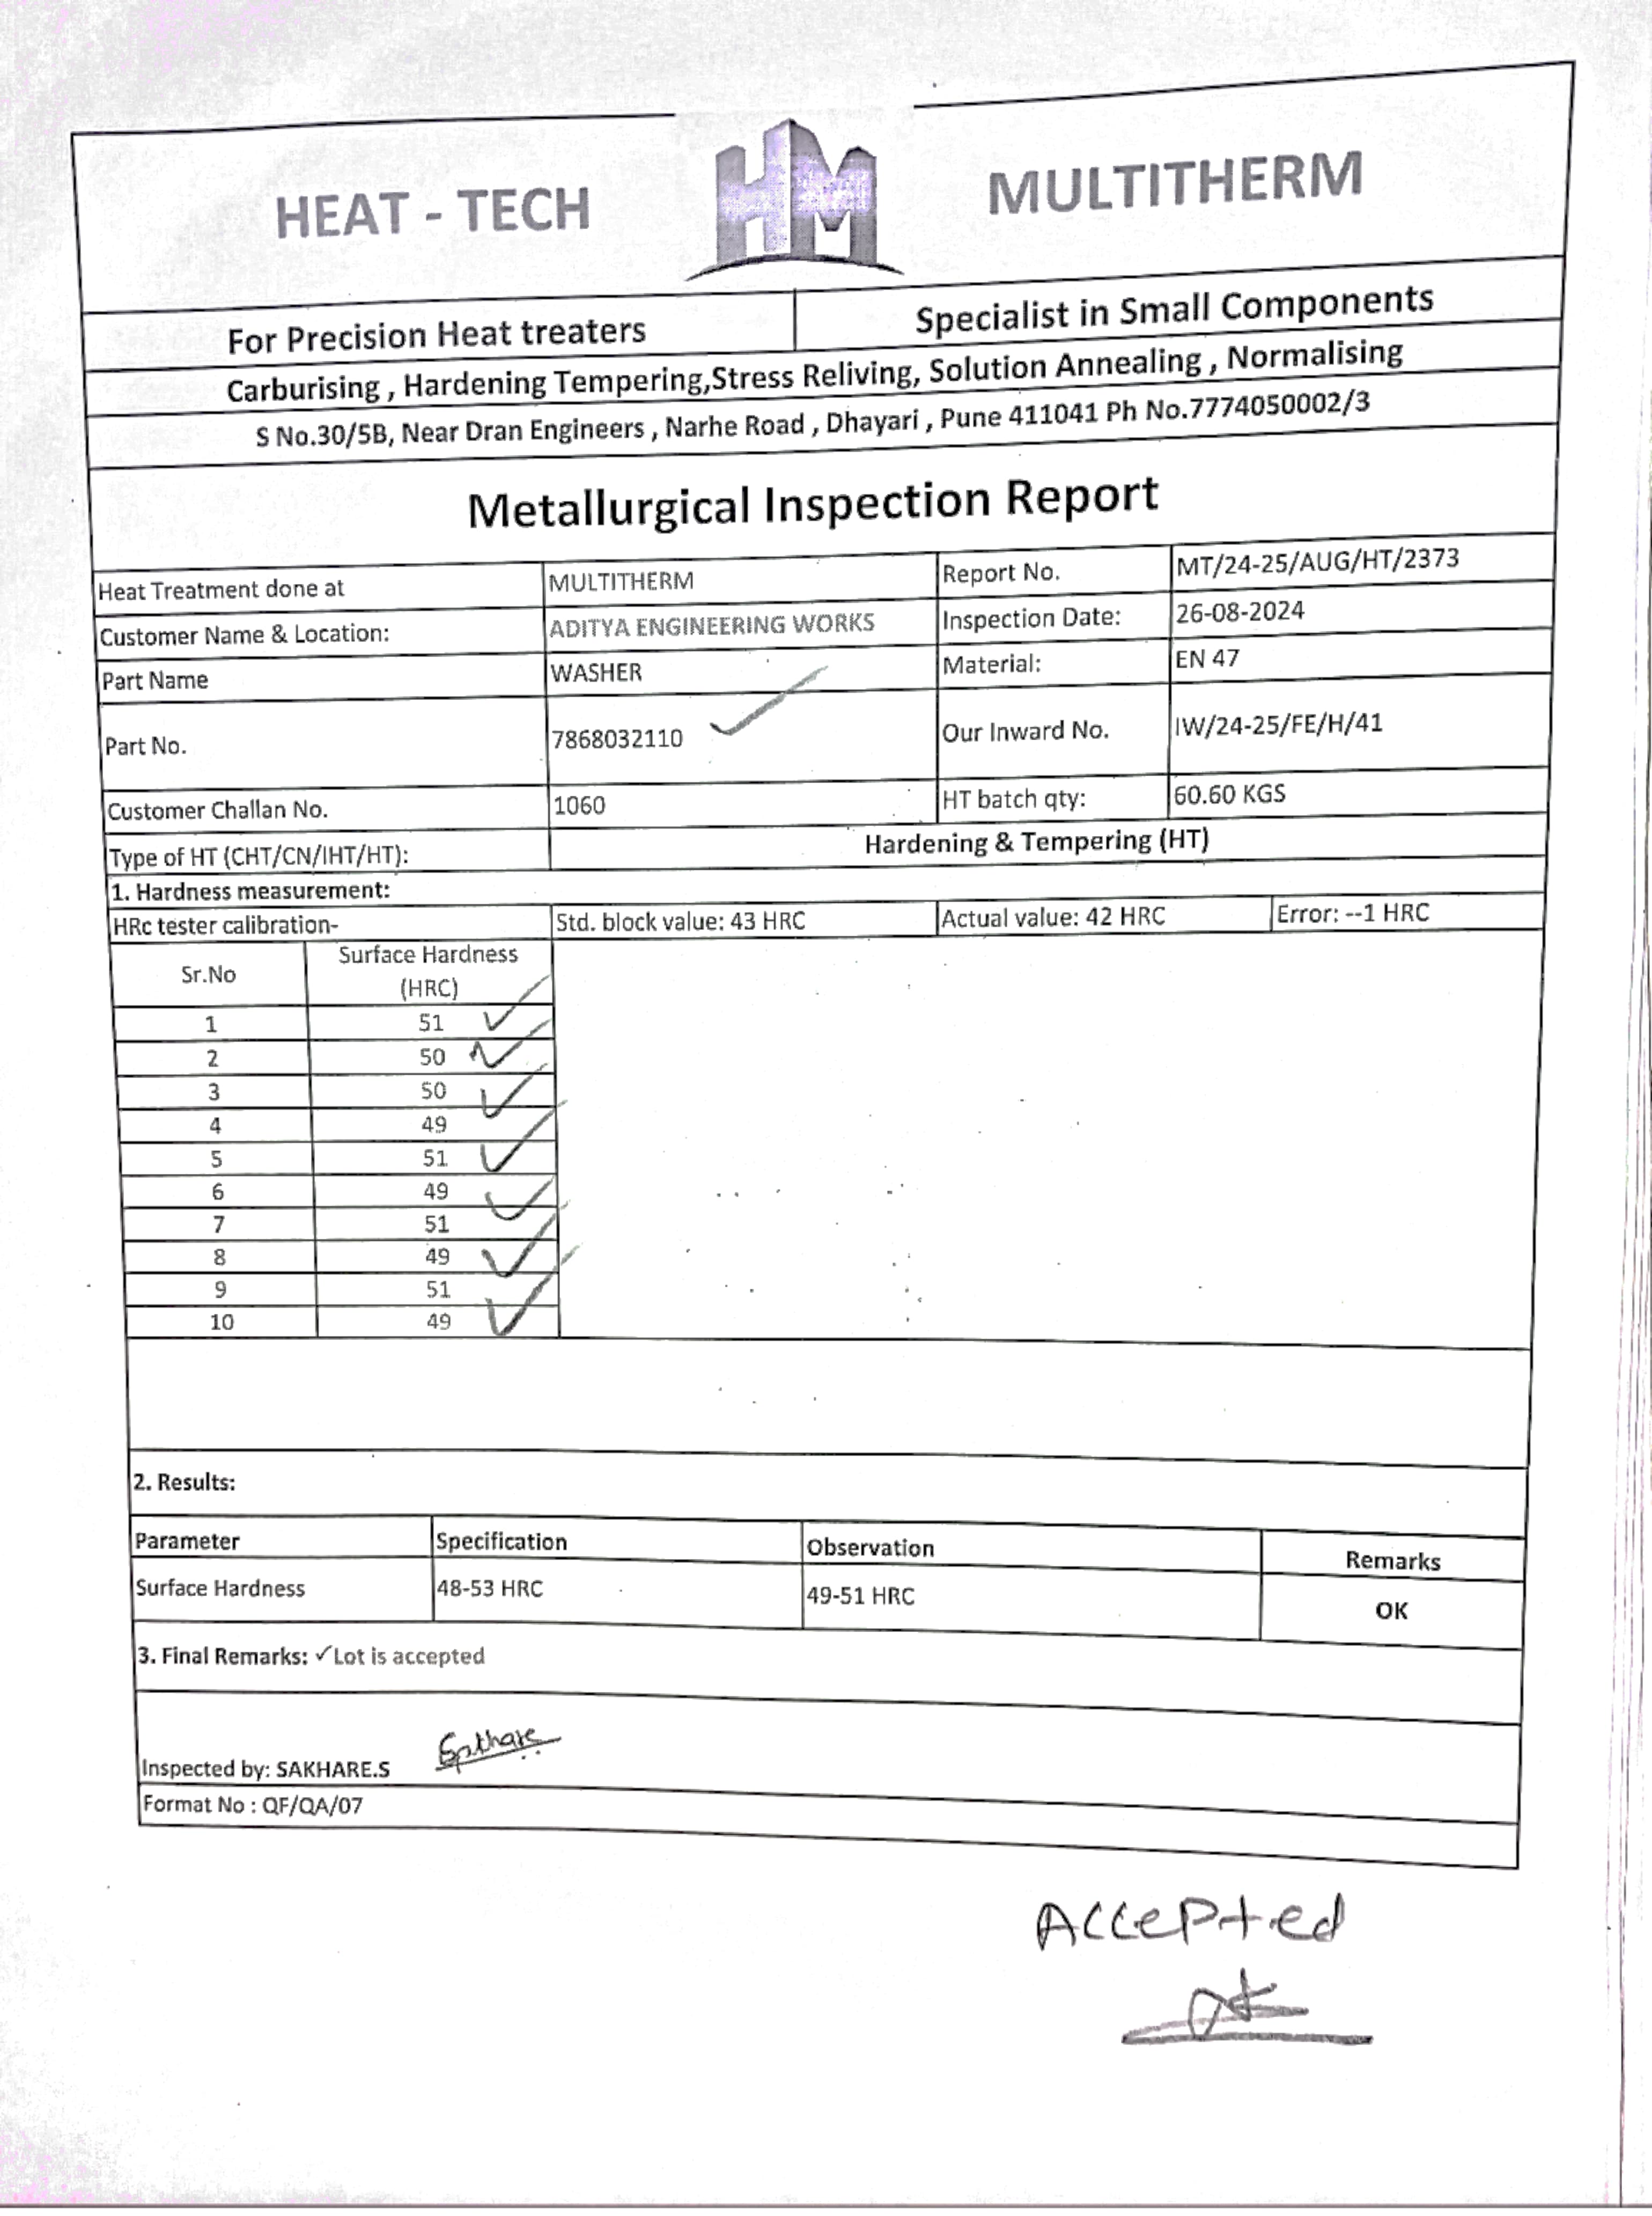 HEAT - TECH HM MULTITHERM
For Precision Heat treaters Specialist in Small Components
Carburising , Hardening Tempering,Stress Reliving, Solution Annealing , Normalising
S No.30/5B, Near Dran Engineers , Narhe Road , Dhayari , Pune 411041 Ph No.7774050002/3
Metallurgical Inspection Report
Heat Treatment done at MULTITHERM Report No. MT/24-25/AUG/HT/2373
Customer Name & Location: ADITYA ENGINEERING WORKS Inspection Date: 26-08-2024
Part Name WASHER Material: EN 47
Part No. 7868032110 Our Inward No. IW/24-25/FE/H/41
Customer Challan No. 1060 HT batch qty: 60.60 KGS
Type of HT (CHT/CN/IHT/HT): Hardening & Tempering (HT)
1. Hardness measurement:
HRc tester calibration- Std. block value: 43 HRC Actual value: 42 HRC Error: --1 HRC
Sr.No Surface Hardness
(HRC)
1 51
2 50
3 50
4 49
5 51
6 49
7 51
8 49
9 51
10 49
2. Results:
Parameter Specification Observation Remarks
Surface Hardness 48-53 HRC 49-51 HRC OK
3. Final Remarks: ✓Lot is accepted
Inspected by: SAKHARE.S
Format No : QF/QA/07
Accepted